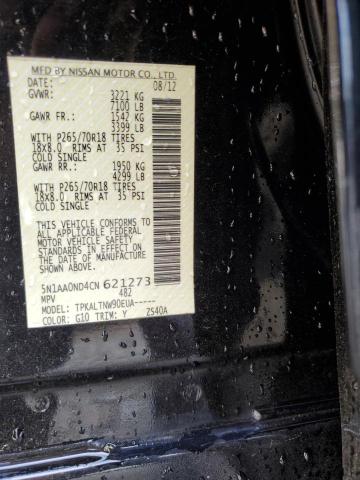 MFD BY NISSAN MOTOR CO., LTD.
DATE: 08/12
GVWR: 3221 KG
7100 LB
GAWR FR.: 1542 KG
3399 LB
WITH P265/70R18 TIRES
18x8.0 RIMS AT 35 PSI
COLD SINGLE
GAWR RR.: 1950 KG
4299 LB
WITH P265/70R18 TIRES
18x8.0 RIMS AT 35 PSI
COLD SINGLE
THIS VEHICLE CONFORMS TO
ALL APPLICABLE U.S. FEDERAL
MOTOR VEHICLE SAFETY
STANDARDS IN EFFECT ON THE
DATE OF MANUFACTURE SHOWN
ABOVE.
5N1AA0ND4CN 621273
MPV 482
MODEL: TPKALTNW90EUA-----
COLOR: G10 TRIM: Y ZS40A